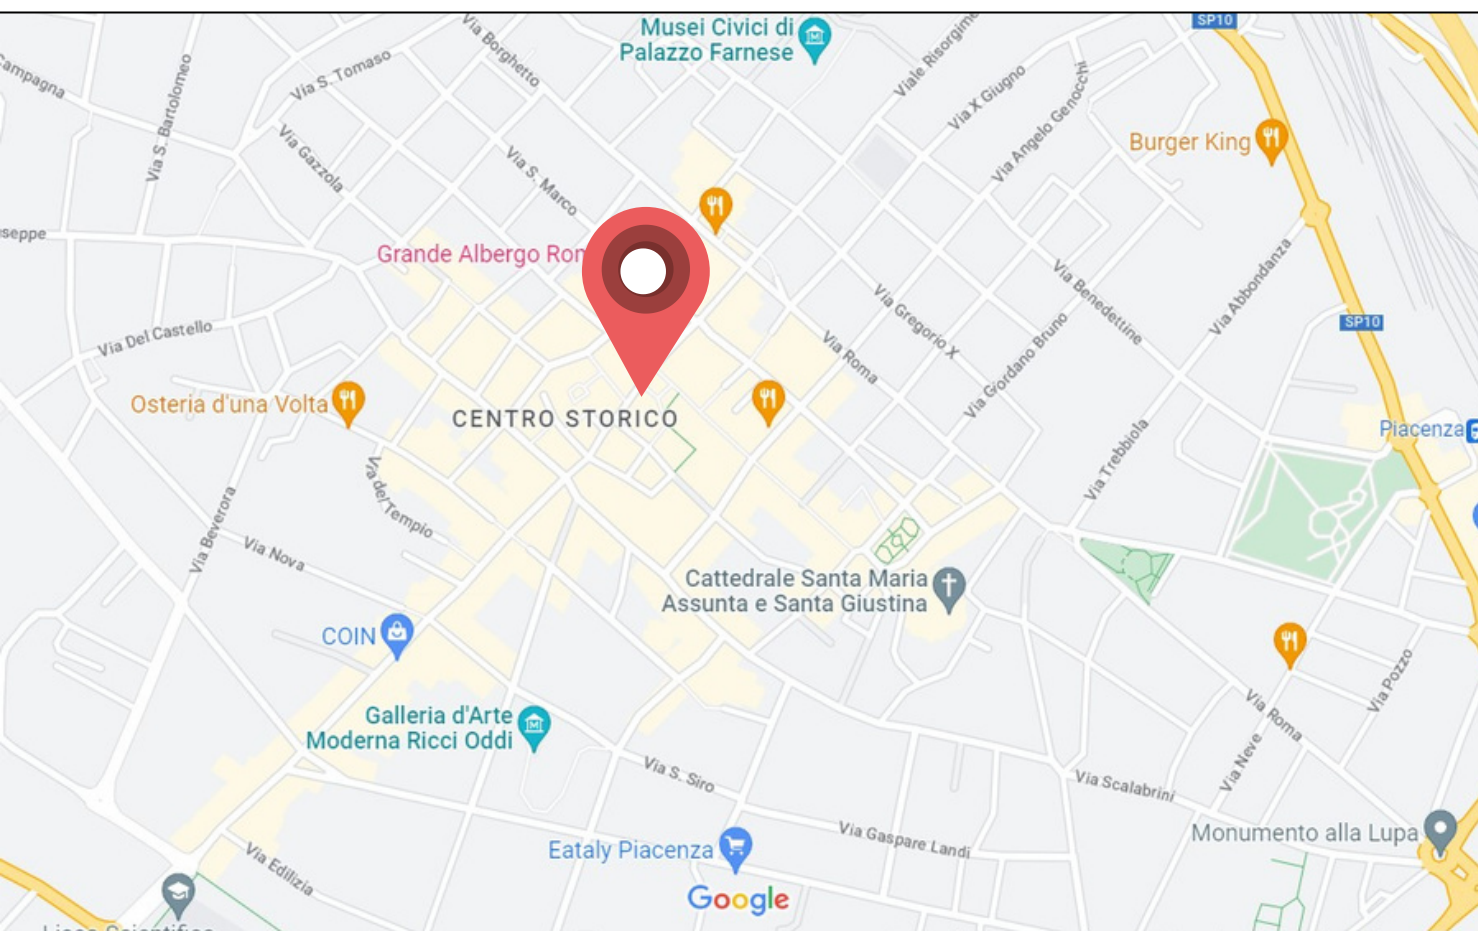 SP10
Musei Civici di
Palazzo Farnese
Via Borghetto
Via S. Tomaso
Campagna
Via S. Bartolomeo
Via X Giugno
Via Angelo Genocchi
Burger King
Via Gazzola
Via S. Marco
seppe
Grande Albergo
Via Benedettine
Via Abbondanza
Via Gregorio X
SP10
Via Del Castello
Via Roma
Via Giordano Bruno
Osteria d'una Volta
CENTRO STORICO
Piacenza
Via Trebbiola
Via del Tempio
Via Beverora
Via Nova
Cattedrale Santa Maria
Assunta e Santa Giustina
COIN
Via Pozzo
Via Roma
Galleria d'Arte
Moderna Ricci Oddi
Via Neve
Via S. Siro
Via Scalabrini
Monumento alla Lupa
Via Gaspare Landi
Eataly Piacenza
Via Edilizia
Google